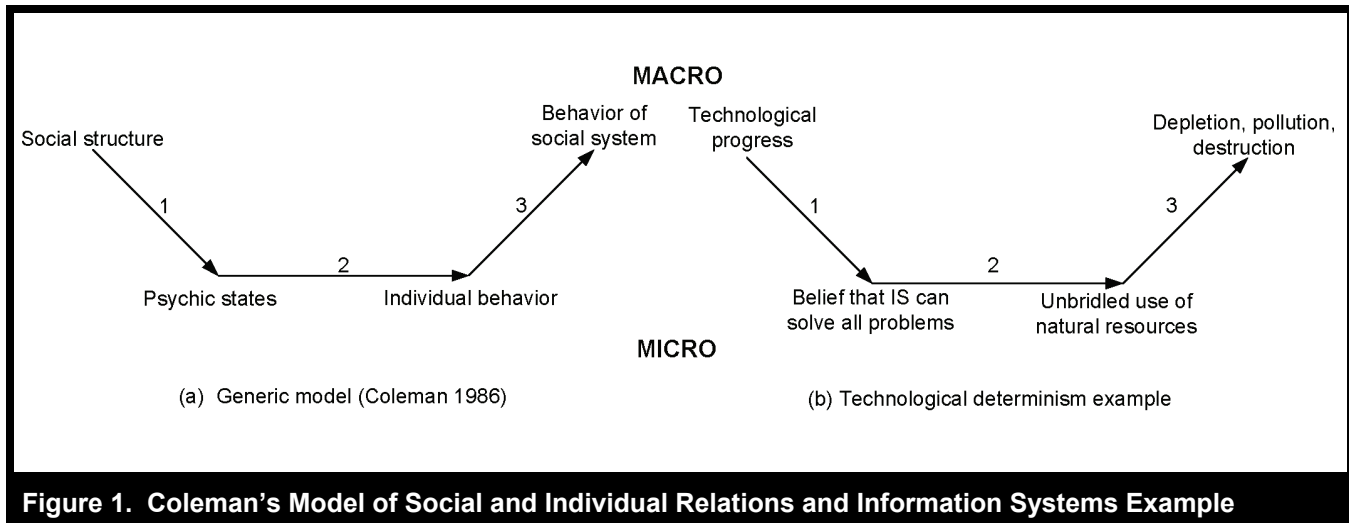 MACRO
Social structure
Behavior of
social system
1
2
3
Psychic states
Individual behavior
Technological
progress
Depletion, pollution,
destruction
1
2
3
Belief that IS can
solve all problems
Unbridled use of
natural resources
MICRO
(a) Generic model (Coleman 1986)
(b) Technological determinism example
Figure 1. Coleman’s Model of Social and Individual Relations and Information Systems Example